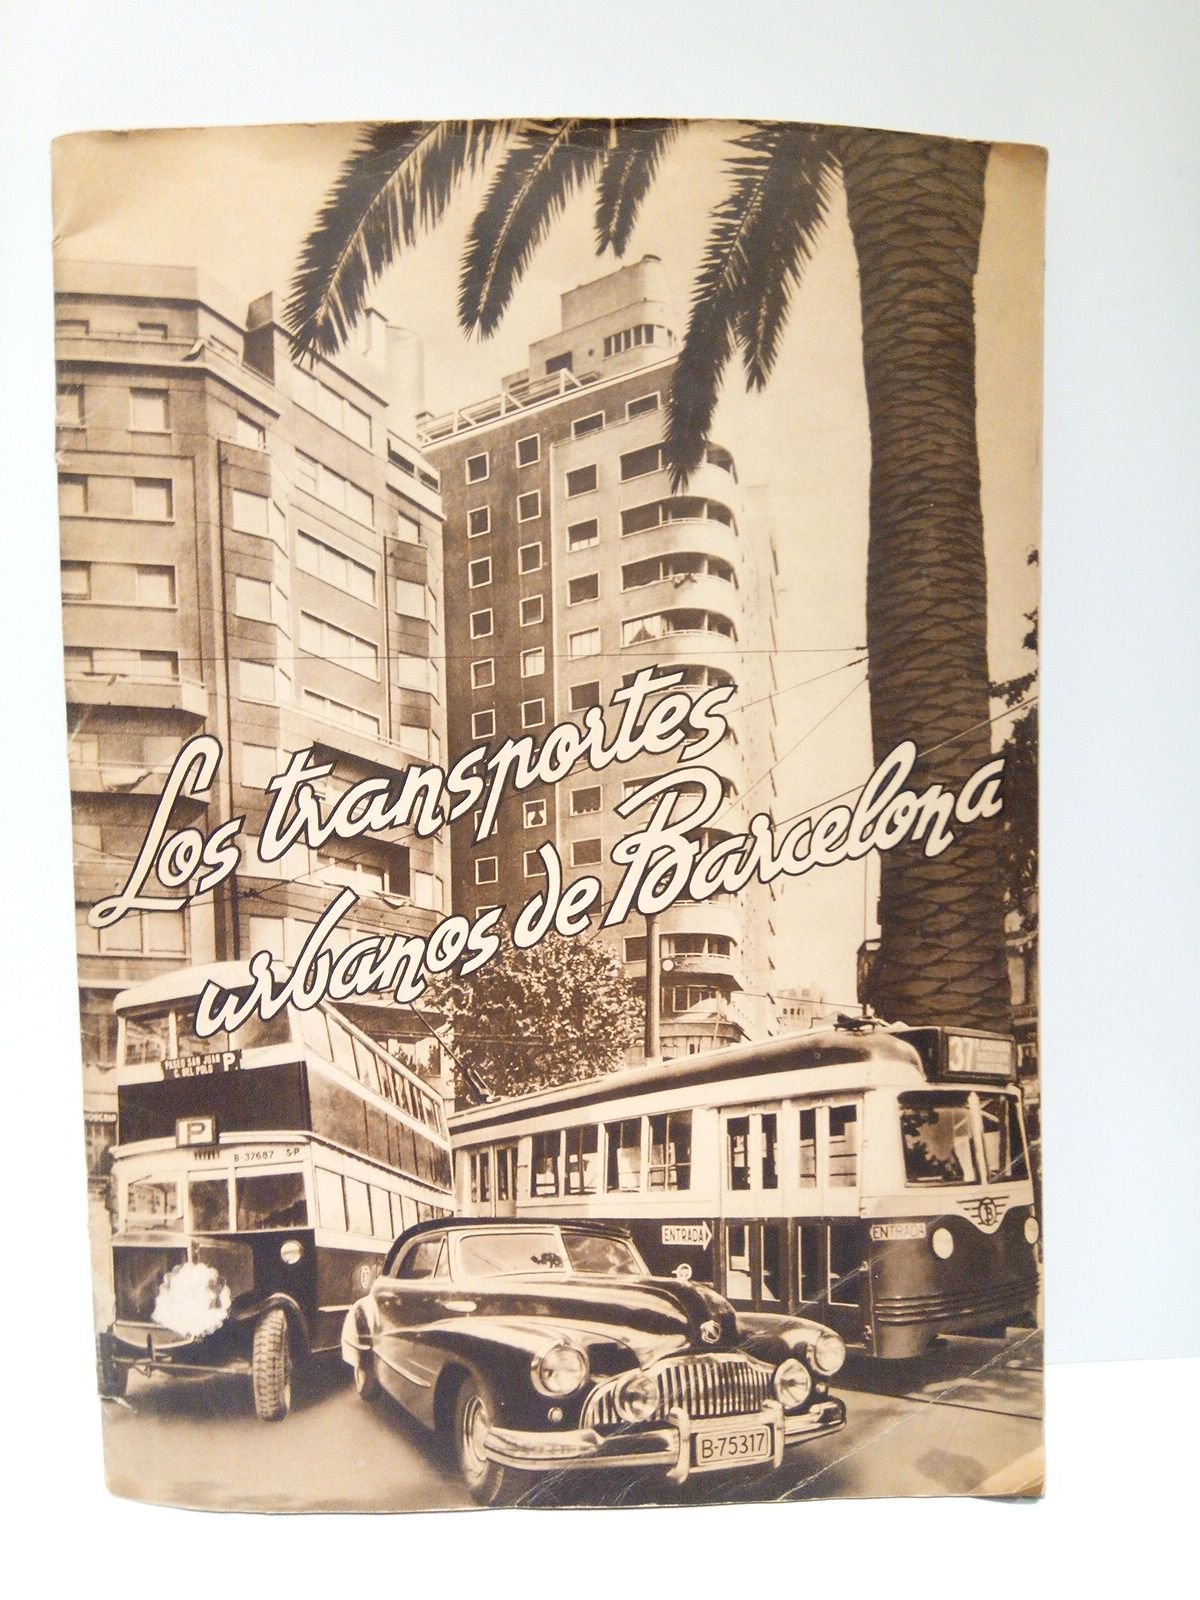 Los transportes
urbanos de Barcelona
PASEO SAN JUAN
C. DEL POLO
P
P
B-37687 S-P
37
ENTRADA
ENTRADA
B-75317